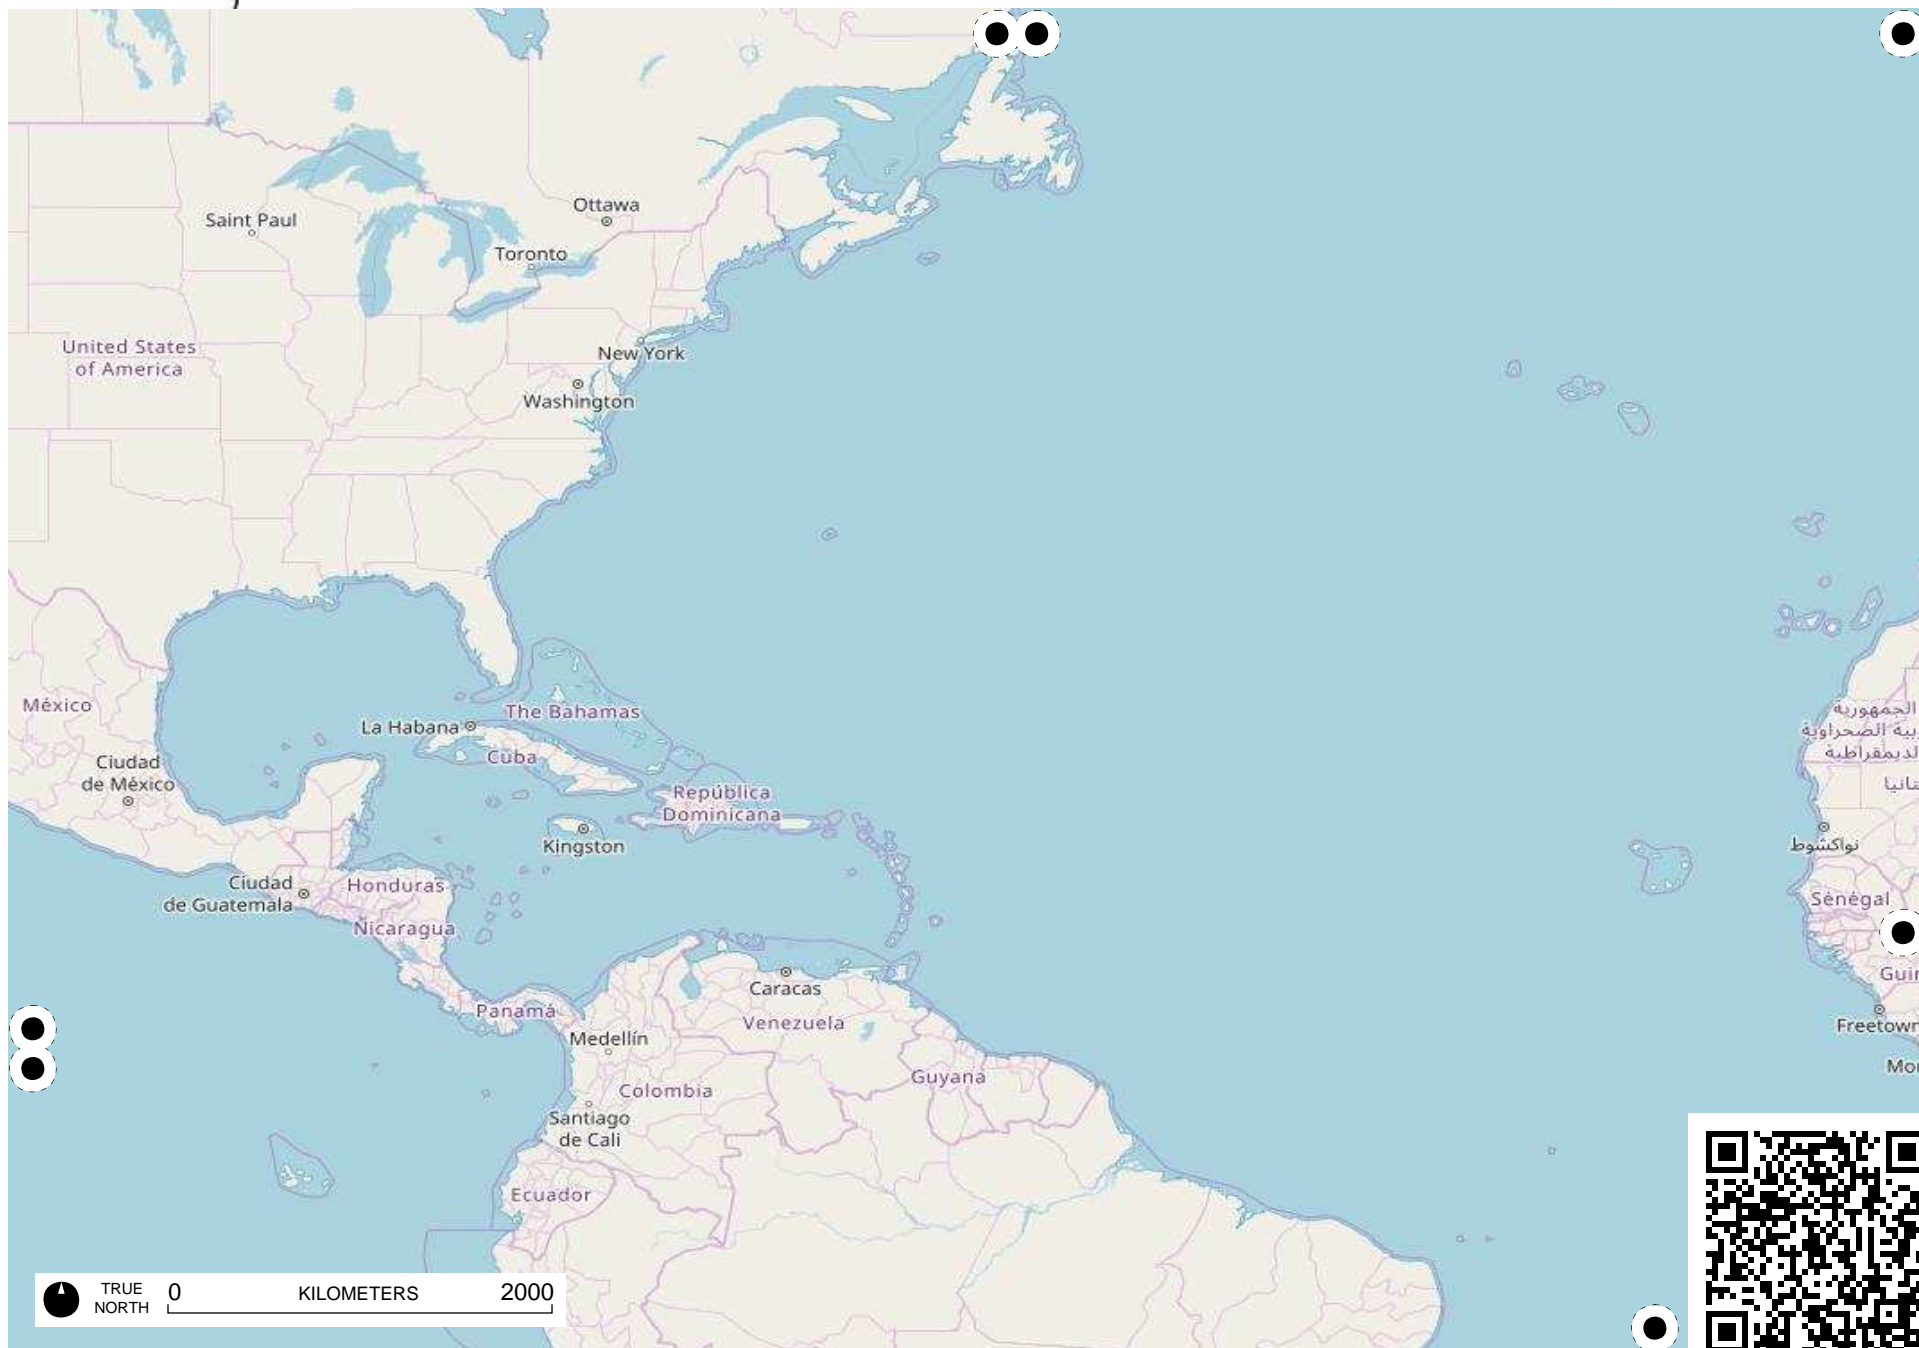 Ottawa
Saint Paul
Toronto
United States
of America
New York
Washington
México
La Habana
The Bahamas
Cuba
الجمهورية
الصحراوية
Ciudad
de México
República
Dominicana
Kingston
نواكشوط
Ciudad
de Guatemala
Honduras
Sénégal
Nicaragua
Caracas
Panamá
Venezuela
Medellín
Freetown
Guyana
Colombia
Santiago
de Cali
Ecuador
TRUE
NORTH
0 KILOMETERS 2000